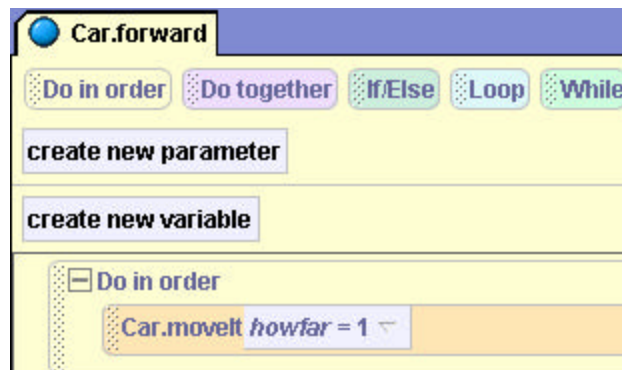 Car.forward
Do in order Do together If/Else Loop While
create new parameter
create new variable
Do in order
Car.moveIt howfar = 1